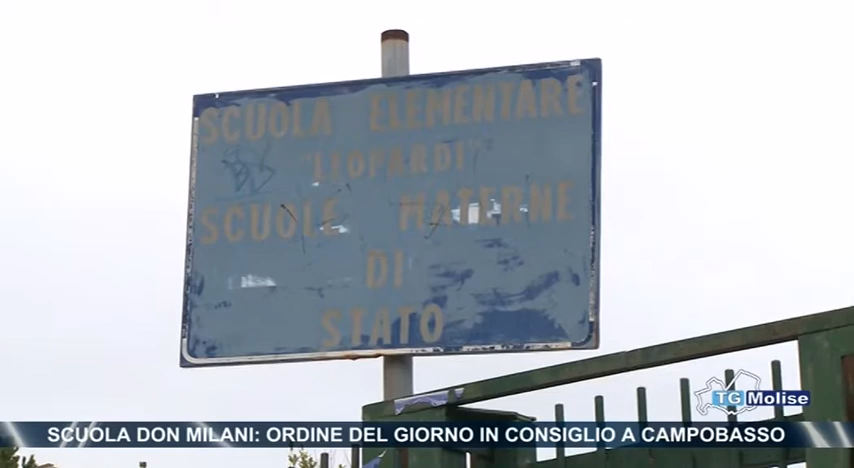 SCUOLA ELEMENTARE
"LEOPARDI"
SCUOLE MATERNE
DI
STATO
TG Molise
SCUOLA DON MILANI: ORDINE DEL GIORNO IN CONSIGLIO A CAMPOBASSO